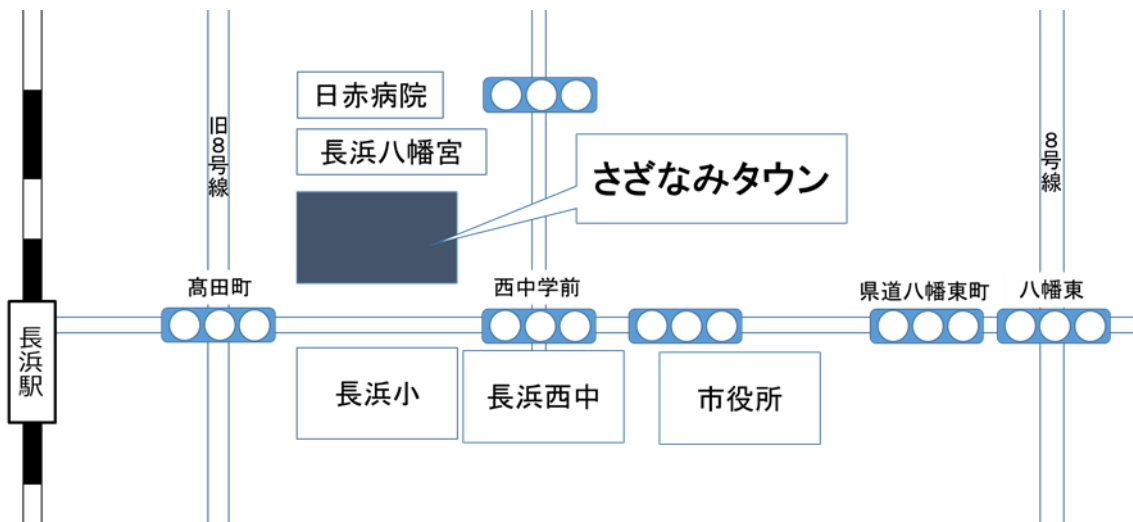 日赤病院
長浜八幡宮
旧8号線
さざなみタウン
8号線
髙田町
西中学前
県道八幡東町
八幡東
長浜駅
長浜小
長浜西中
市役所